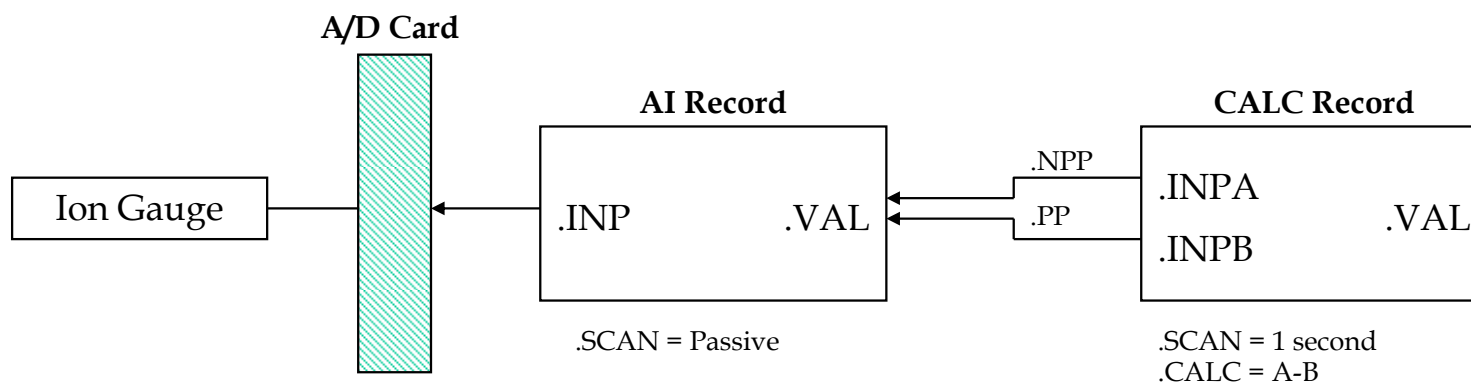 A/D Card
AI Record
CALC Record
Ion Gauge
.INP
.VAL
.NPP
.PP
.INPA
.INPB
.VAL
.SCAN = Passive
.SCAN = 1 second
.CALC = A-B